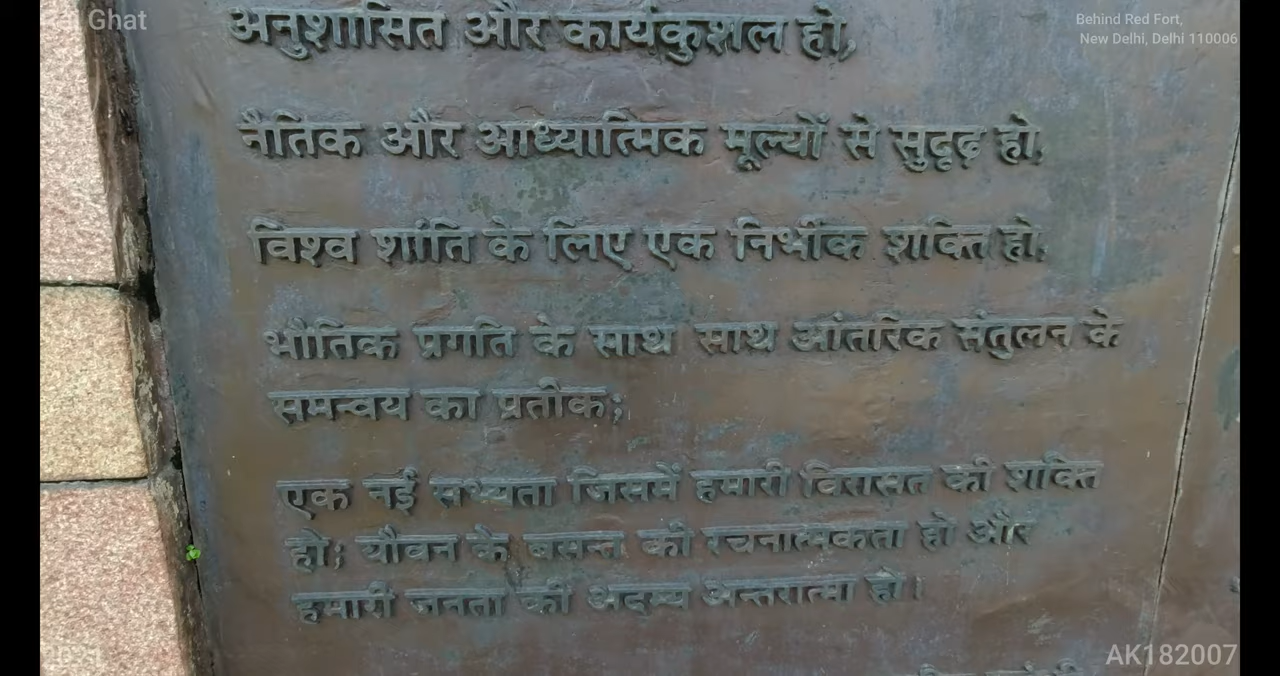 Raj Ghat
Behind Red Fort,
New Delhi, Delhi 110006
अनुशासित और कार्यकुशल हो,
नैतिक और आध्यात्मिक मूल्यों से सुदृढ़ हो,
विश्व शांति के लिए एक निर्भीक शक्ति हो,
भौतिक प्रगति के साथ साथ आंतरिक संतुलन के
समन्वय का प्रतीक;
एक नई सभ्यता जिसमें हमारी विरासत की शक्ति
हो; यौवन के बसन्त की रचनात्मकता हो और
हमारी जनता की अदम्य अन्तरात्मा हो।
AK182007